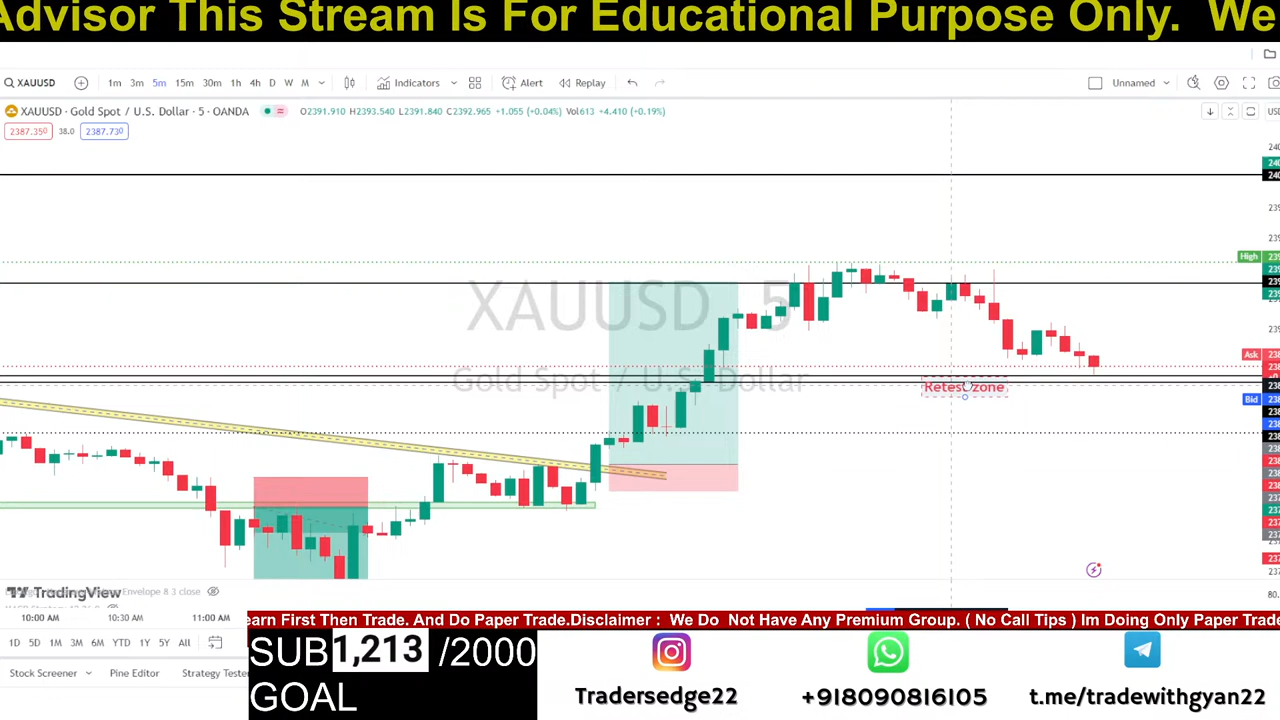 Advisor This Stream Is For Educational Purpose Only. We
XAUUSD 1m 3m 5m 15m 30m 1h 4h D W M Indicators Alert Replay Unnamed
XAUUSD · Gold Spot / U.S. Dollar · 5 · OANDA O2391.910 H2393.540 L2391.840 C2392.965 +1.055 (+0.04%) Vol613 +4.410 (+0.19%)
2387.350 38.0 2387.730
High
XAUUSD 5
Ask
Gold Spot / U.S. Dollar
Retest zone
Bid
TradingView
Envelope 8 3 close
80.
10:00 AM 10:30 AM 11:00 AM
earn First Then Trade. And Do Paper Trade.Disclaimer : We Do Not Have Any Premium Group. ( No Call Tips ) Im Doing Only Paper Trade
1D 5D 1M 3M 6M YTD 1Y 5Y All
SUB 1,213 /2000
GOAL
Stock Screener Pine Editor Strategy Tester
Tradersedge22
+918090816105
t.me/tradewithgyan22